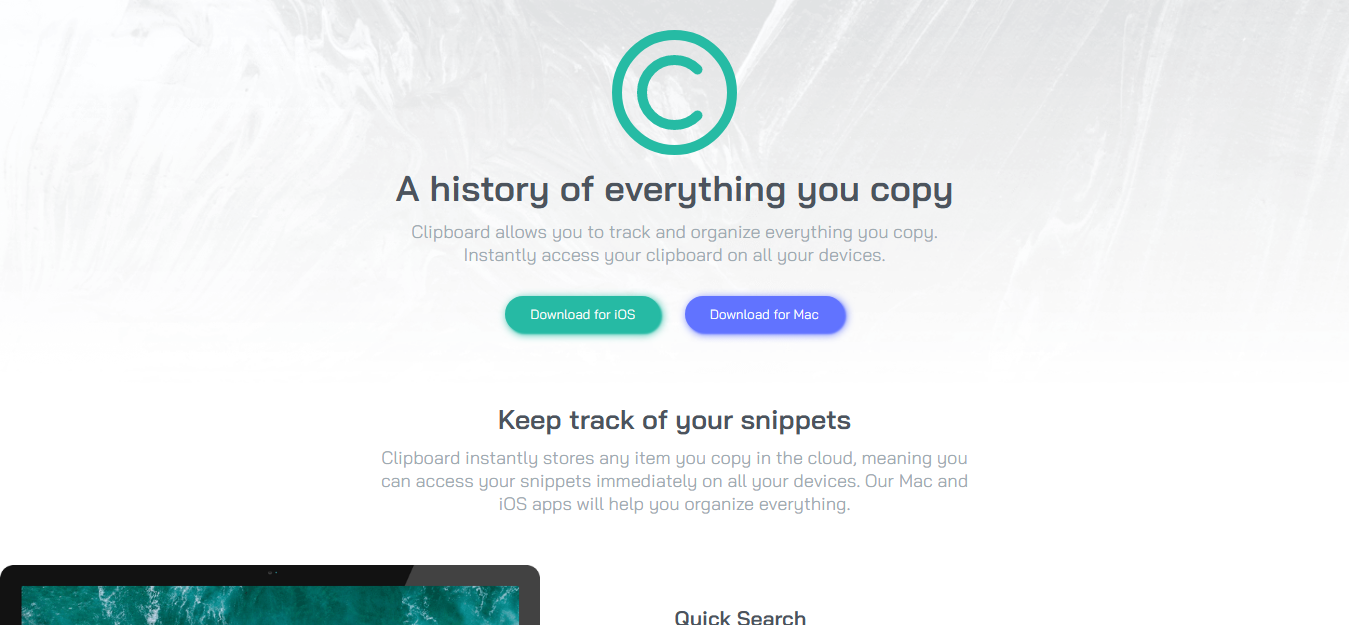 A history of everything you copy
Clipboard allows you to track and organize everything you copy.
Instantly access your clipboard on all your devices.
Download for iOS
Download for Mac
Keep track of your snippets
Clipboard instantly stores any item you copy in the cloud, meaning you
can access your snippets immediately on all your devices. Our Mac and
iOS apps will help you organize everything.
Quick Search